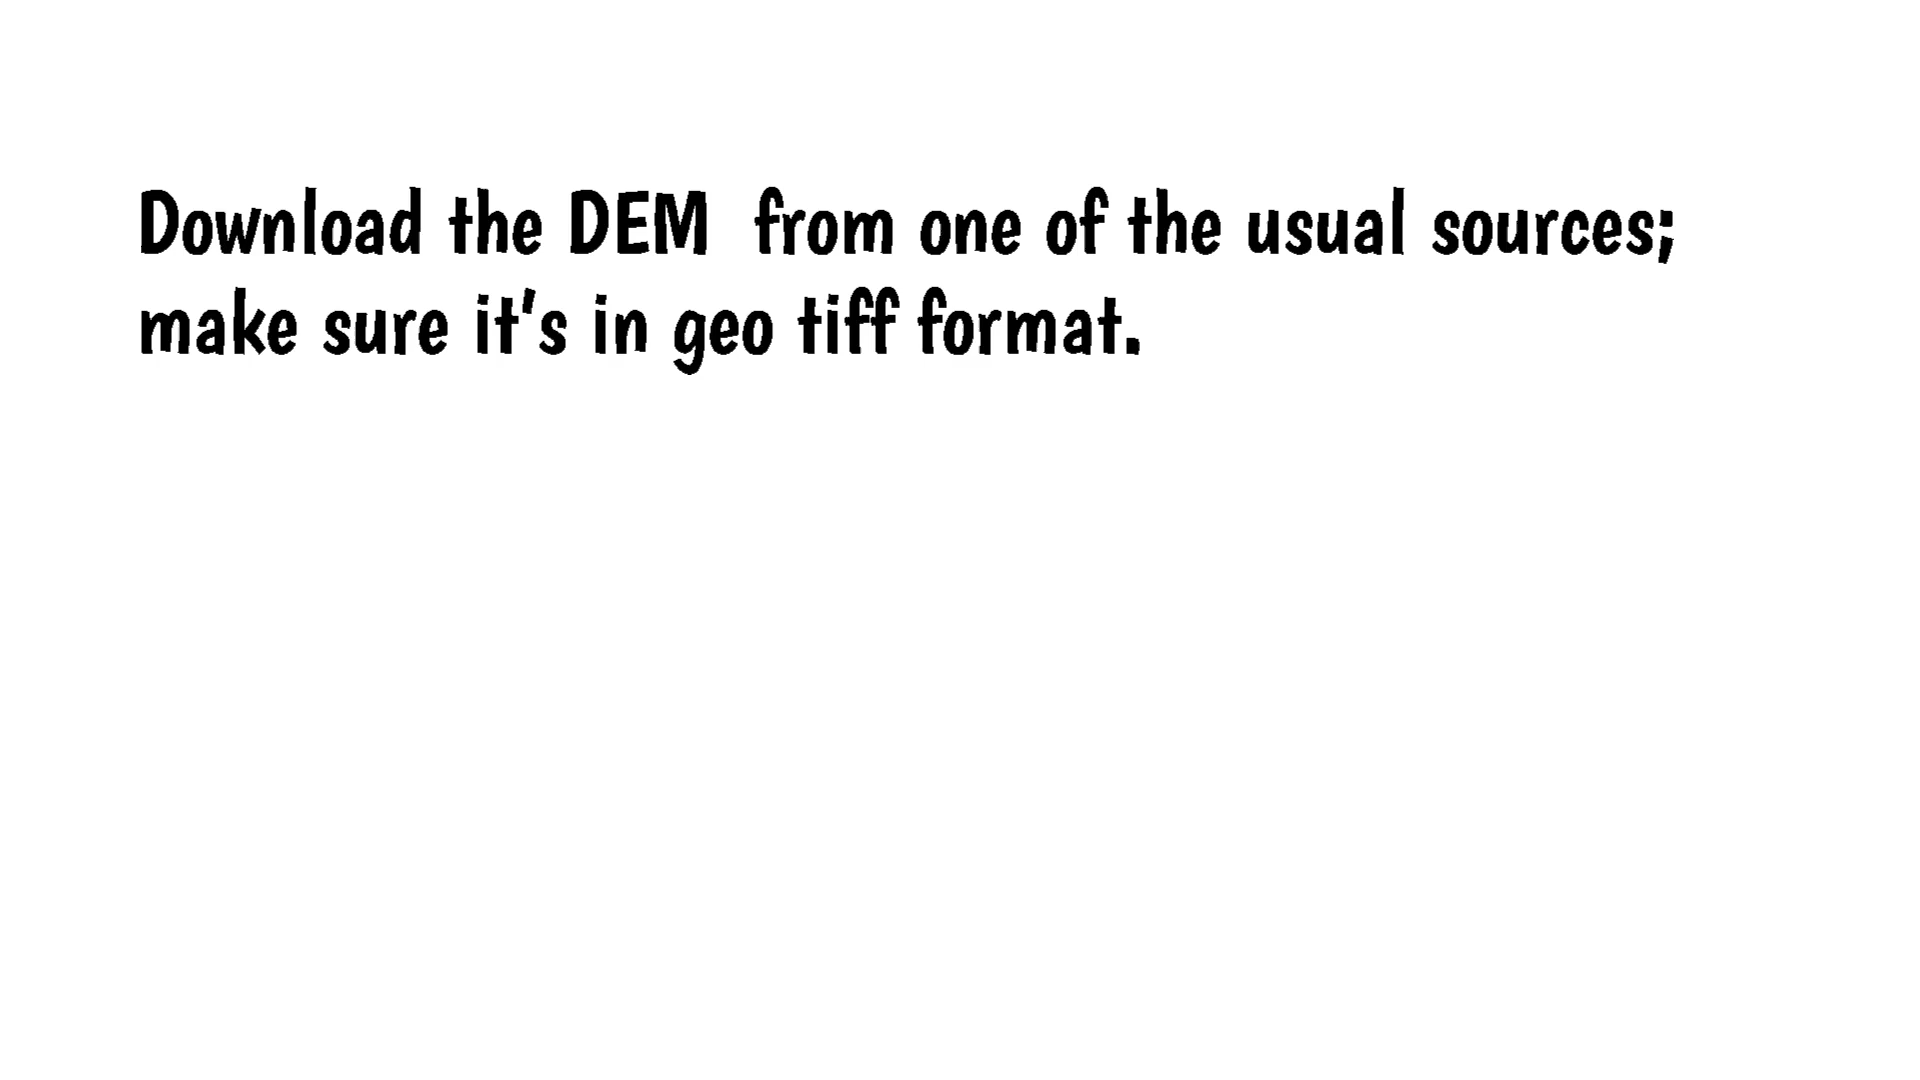 Download the DEM  from one of the usual sources;
make sure it's in geo tiff format.